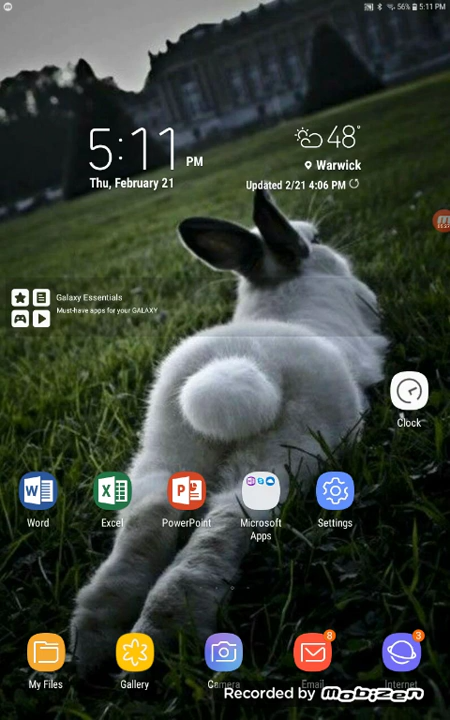 56% 5:11 PM
5:11 PM
48°
Warwick
Thu, February 21
Updated 2/21 4:06 PM
Galaxy Essentials
Must-have apps for your GALAXY
Clock
Word
Excel
PowerPoint
Microsoft
Apps
Settings
8
3
My Files
Gallery
Camera
Email
Internet
Recorded by Mobizen